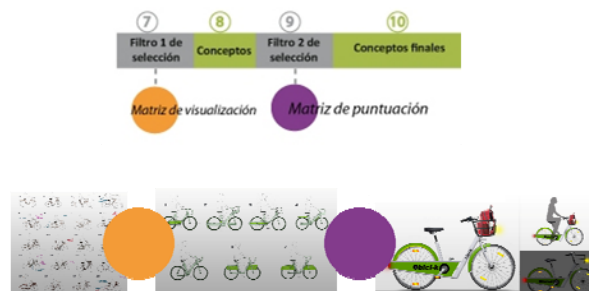 7 8 9 10
Filtro 1 de selección Conceptos Filtro 2 de selección Conceptos finales
Matriz de visualización Matriz de puntuación